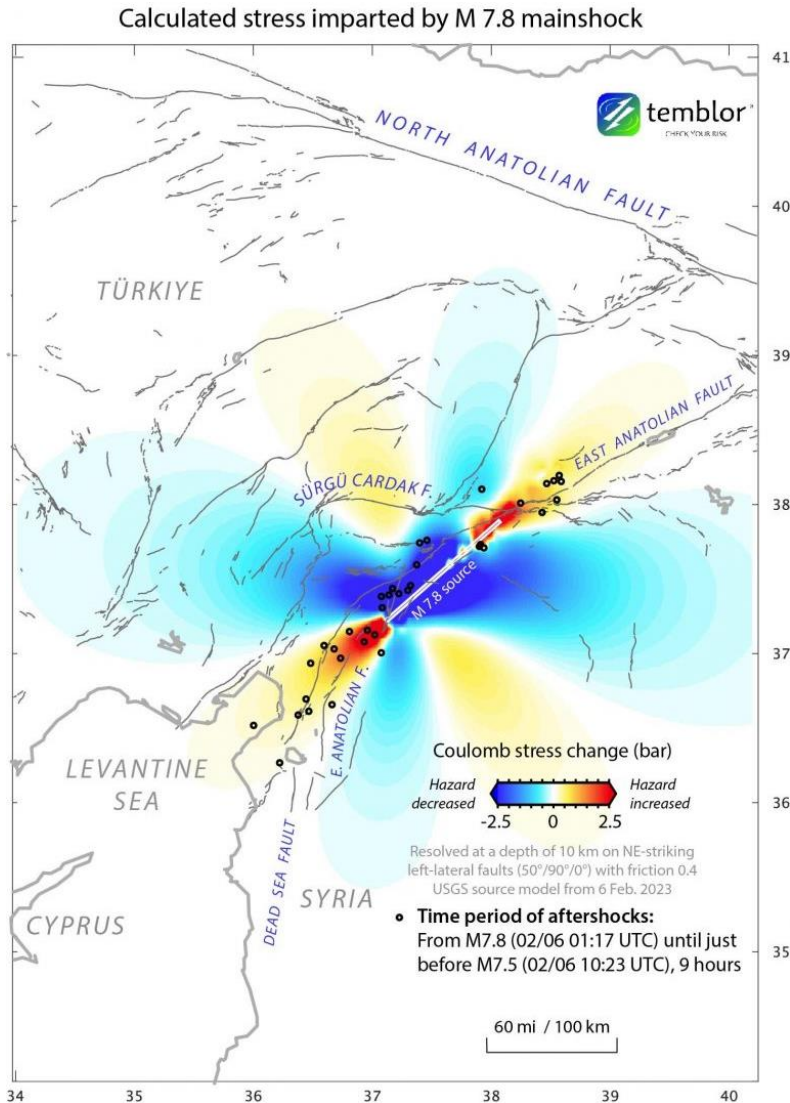 Calculated stress imparted by M 7.8 mainshock
41
temblor
CHECK YOUR RISK
NORTH ANATOLIAN FAULT
40
TÜRKIYE
39
EAST ANATOLIAN FAULT
SÜRGÜ CARDAK F.
38
M 7.8 source
37
E. ANATOLIAN F.
LEVANTINE
SEA
Coulomb stress change (bar)
Hazard
decreased
Hazard
increased
-2.5 0 2.5
36
Resolved at a depth of 10 km on NE-striking
left-lateral faults (50°/90°/0°) with friction 0.4
USGS source model from 6 Feb. 2023
DEAD SEA FAULT
SYRIA
CYPRUS
Time period of aftershocks:
From M7.8 (02/06 01:17 UTC) until just
before M7.5 (02/06 10:23 UTC), 9 hours
35
60 mi / 100 km
34 35 36 37 38 39 40